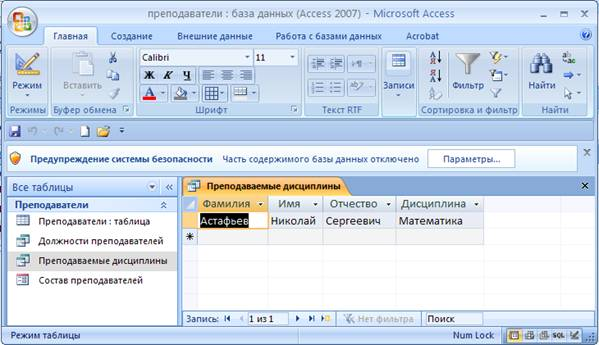 преподаватели : база данных (Access 2007) - Microsoft Access
Главная Создание Внешние данные Работа с базами данных Acrobat
Режим Вставить Calibri 11 Записи Фильтр Найти
Ж К Ч
Режимы Буфер обмена Шрифт Текст RTF Сортировка и фильтр Найти
Предупреждение системы безопасности Часть содержимого базы данных отключено Параметры...
Все таблицы
Преподаватели
Преподаватели : таблица
Должности преподавателей
Преподаваемые дисциплины
Состав преподавателей
Преподаваемые дисциплины
Фамилия Имя Отчество Дисциплина
Астафьев Николай Сергеевич Математика
Запись: 1 из 1 Нет фильтра Поиск
Режим таблицы Num Lock SQL